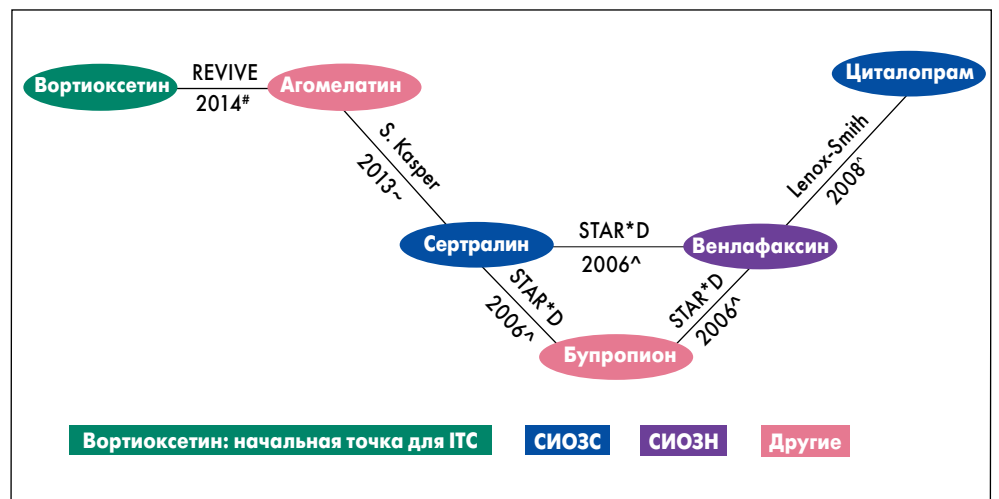 Вортиоксетин
REVIVE
2014#
Агомелатин
Циталопрам
S. Kasper
2013~
Lenox-Smith
2008^
Сертралин
STAR*D
2006^
Венлафаксин
STAR*D
2006^
STAR*D
2006^
Бупропион
Вортиоксетин: начальная точка для ITC
СИОЗС
СИОЗН
Другие